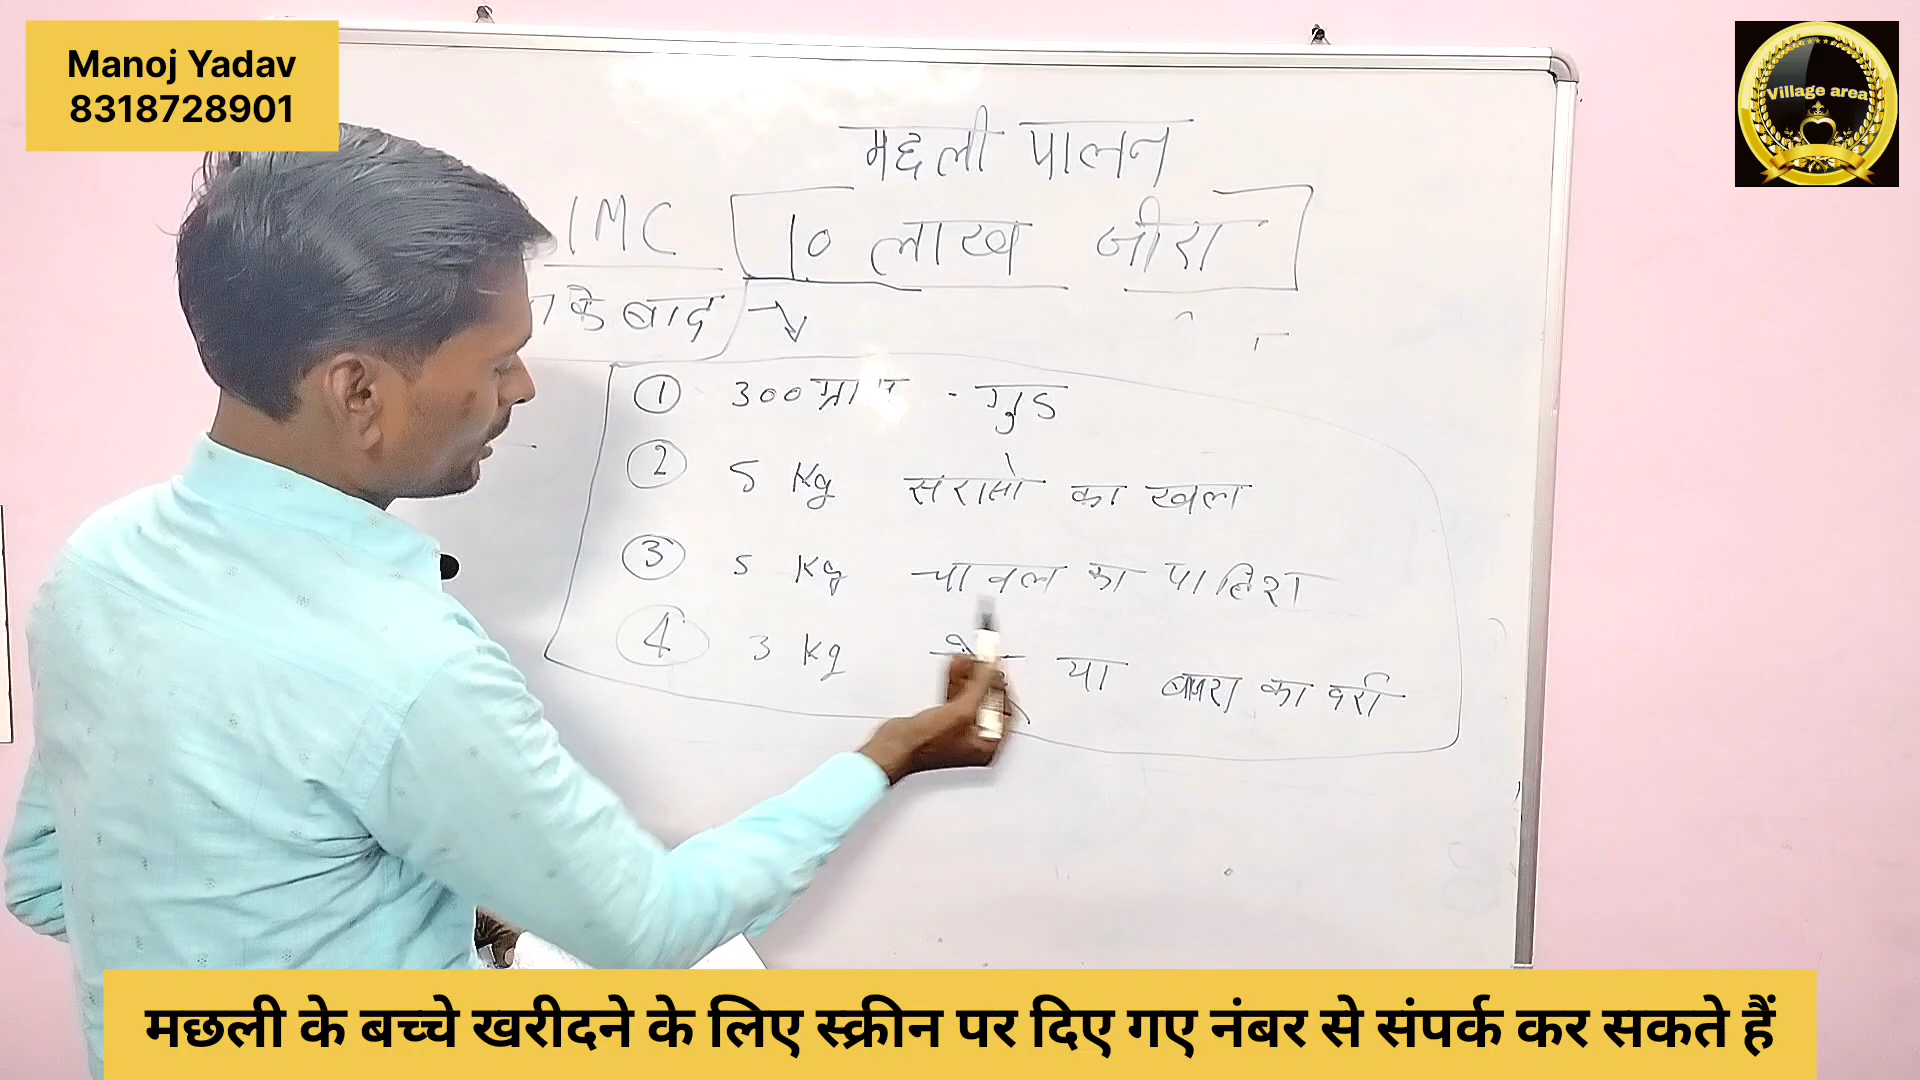 Manoj Yadav
8318728901
Village area
मछली पालन
IMC 10 लाख जीरा
के बाद
① 300 ग्राम - गुड
② 5 Kg सरासो का खल
③ 5 Kg चावल का पालिश
④ 3 Kg या बाजरा का दर्रा
मछली के बच्चे खरीदने के लिए स्क्रीन पर दिए गए नंबर से संपर्क कर सकते हैं